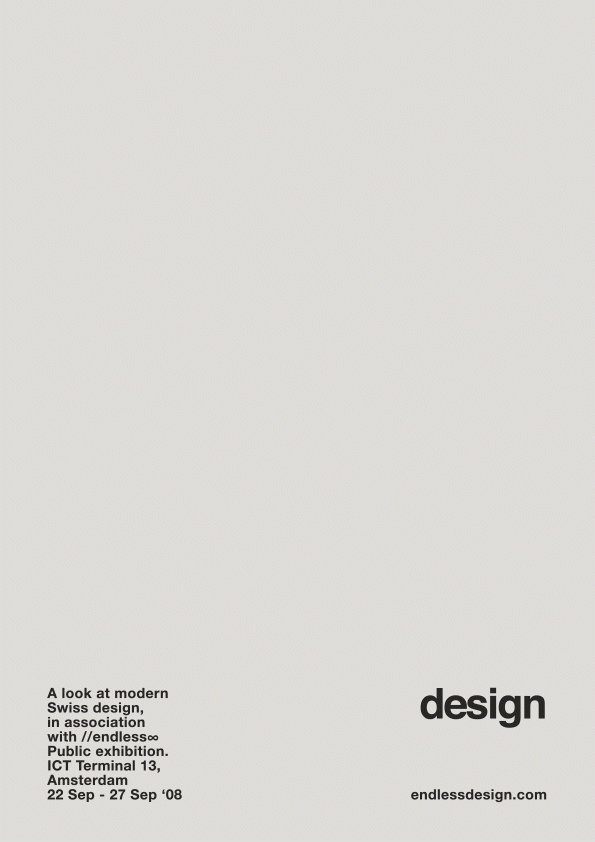 A look at modern
Swiss design,
in association
with //endless∞
Public exhibition.
ICT Terminal 13,
Amsterdam
22 Sep - 27 Sep ‘08
design
endlessdesign.com